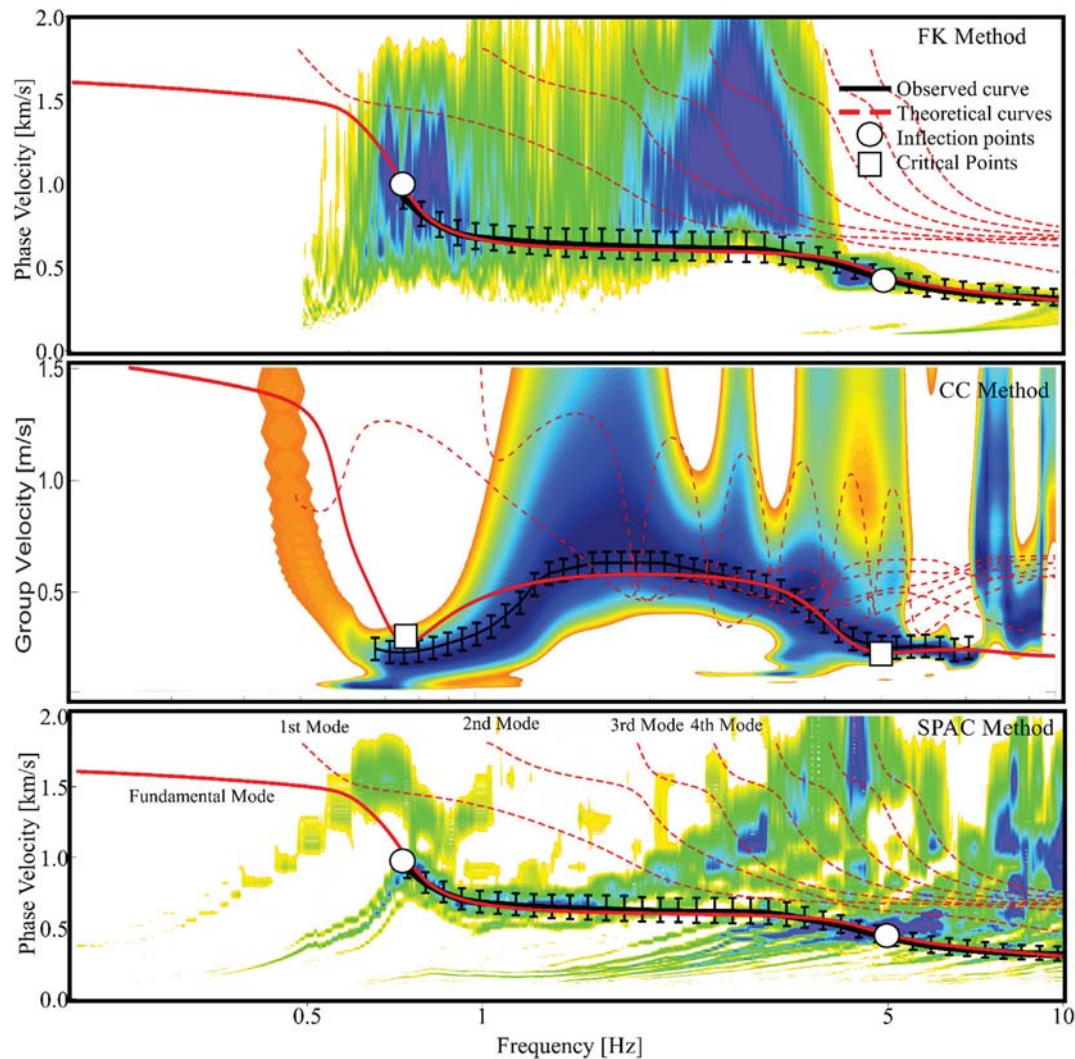 2.0
FK Method
Observed curve
Theoretical curves
Inflection points
Critical Points
1.5
1.0
0.5
0.0
Phase Velocity [km/s]
1.5
CC Method
1.0
0.5
Group Velocity [m/s]
2.0
1st Mode
2nd Mode
3rd Mode
4th Mode
SPAC Method
Fundamental Mode
1.5
1.0
0.5
0.0
Phase Velocity [km/s]
0.5
1
5
10
Frequency [Hz]